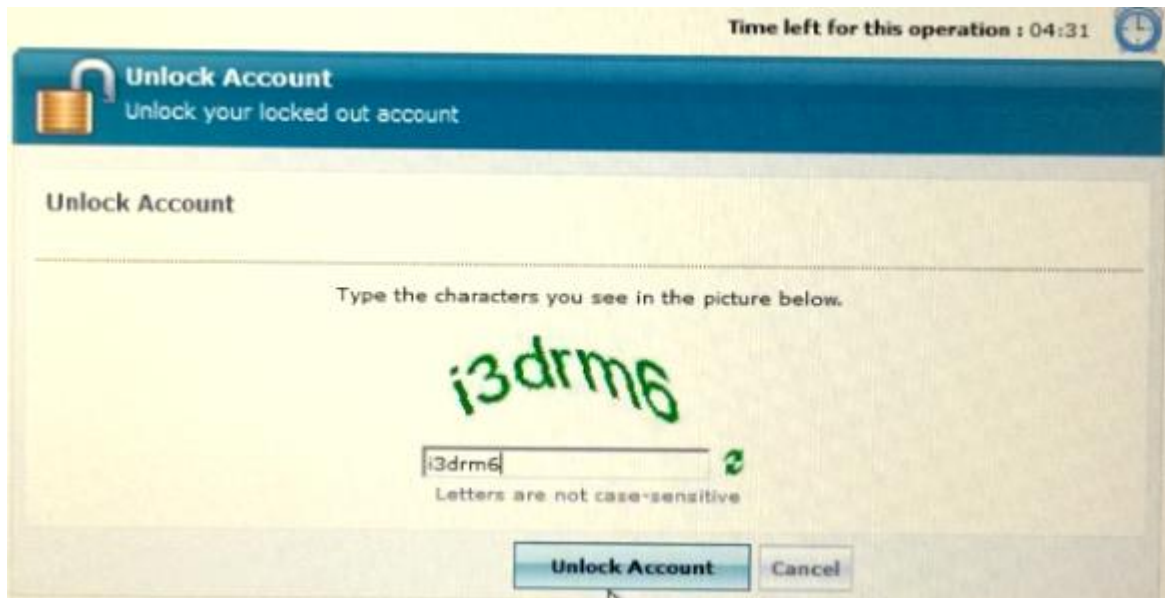 Time left for this operation : 04:31
Unlock Account
Unlock your locked out account
Unlock Account
Type the characters you see in the picture below.
i3drm6
i3drm6
Letters are not case-sensitive
Unlock Account Cancel